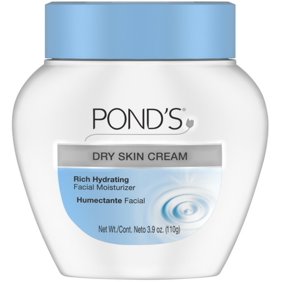 POND'S
DRY SKIN CREAM
Rich Hydrating
Facial Moisturizer
Humectante Facial
Net Wt./Cont. Neto 3.9 oz. (110g)